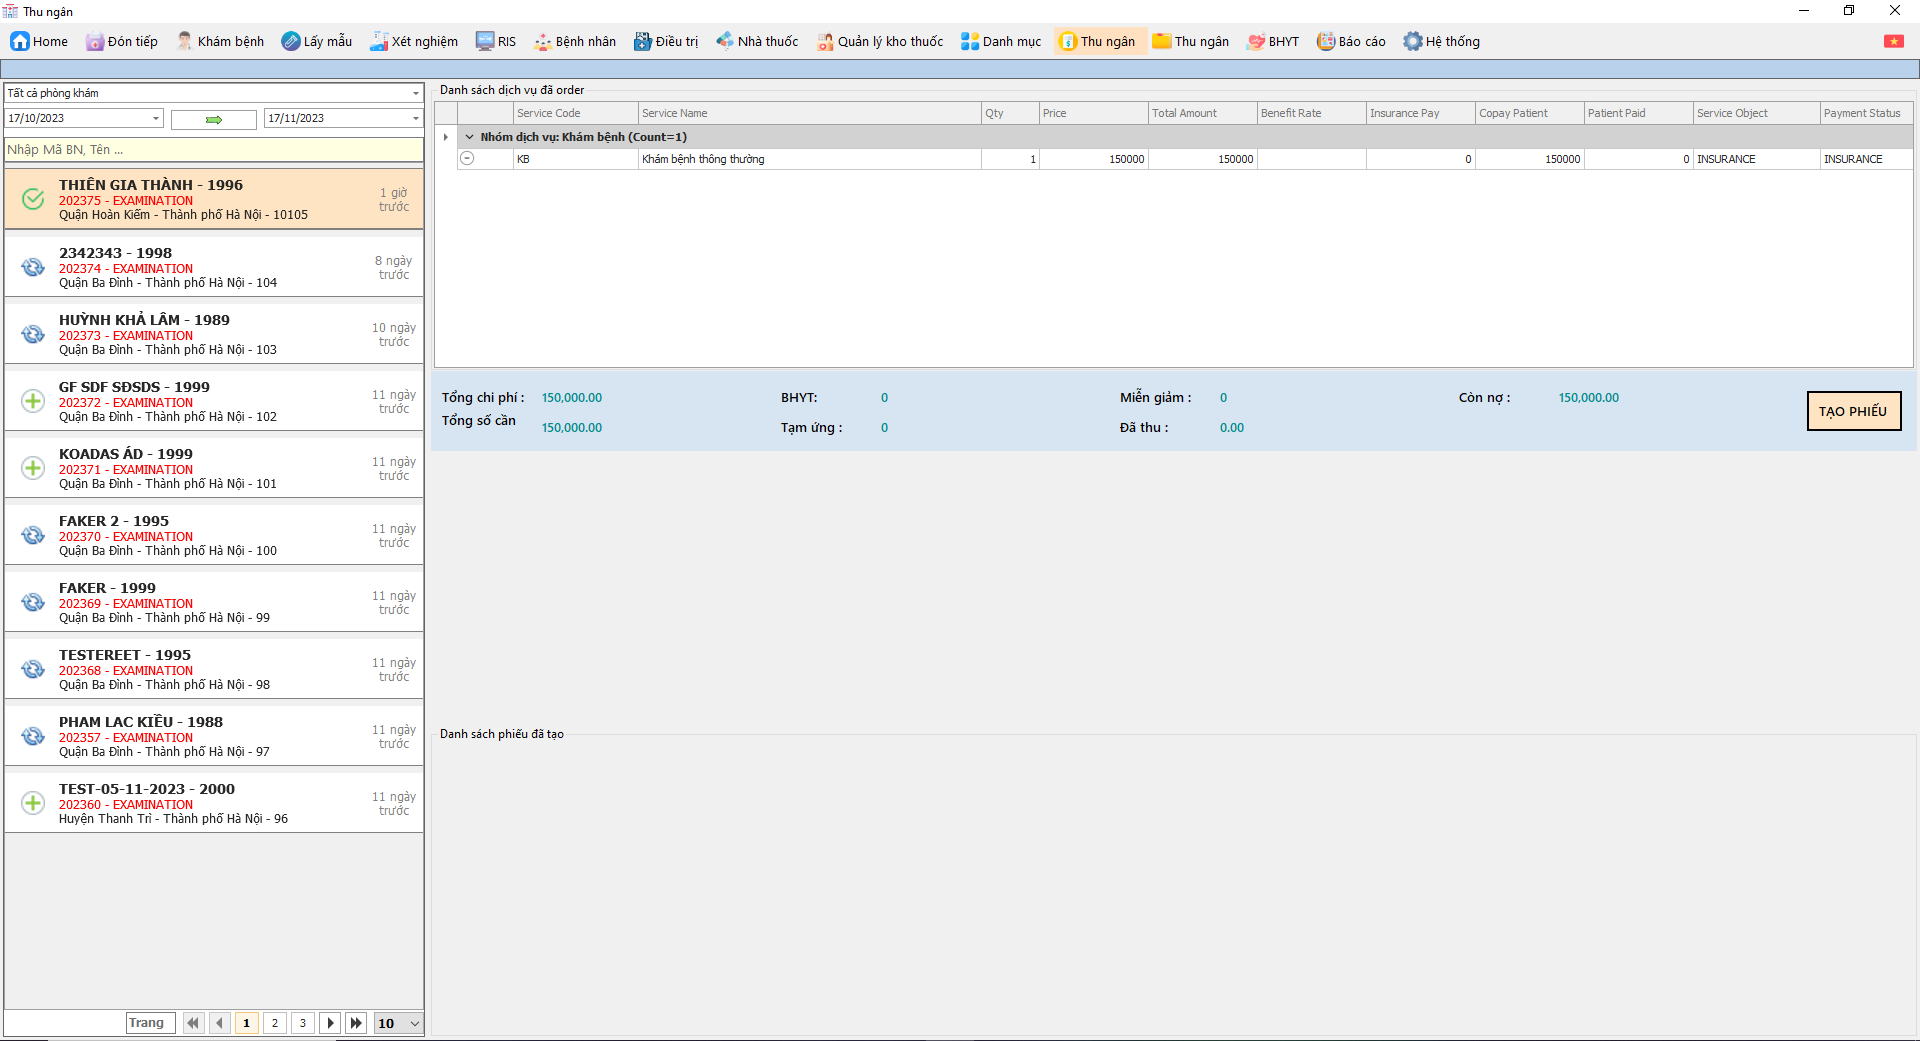 Thu ngân
Home Đón tiếp Khám bệnh Lấy mẫu Xét nghiệm RIS Bệnh nhân Điều trị Nhà thuốc Quản lý kho thuốc Danh mục Thu ngân Thu ngân BHYT Báo cáo Hệ thống
Tất cả phòng khám
17/10/2023 17/11/2023
Nhập Mã BN, Tên ...
THIÊN GIA THÀNH - 1996
202375 - EXAMINATION
Quận Hoàn Kiếm - Thành phố Hà Nội - 10105
1 giờ
trước
2342343 - 1998
202374 - EXAMINATION
Quận Ba Đình - Thành phố Hà Nội - 104
8 ngày
trước
HUỲNH KHẢ LÂM - 1989
202373 - EXAMINATION
Quận Ba Đình - Thành phố Hà Nội - 103
10 ngày
trước
GF SDF SĐSDS - 1999
202372 - EXAMINATION
Quận Ba Đình - Thành phố Hà Nội - 102
11 ngày
trước
KOADAS ÁD - 1999
202371 - EXAMINATION
Quận Ba Đình - Thành phố Hà Nội - 101
11 ngày
trước
FAKER 2 - 1995
202370 - EXAMINATION
Quận Ba Đình - Thành phố Hà Nội - 100
11 ngày
trước
FAKER - 1999
202369 - EXAMINATION
Quận Ba Đình - Thành phố Hà Nội - 99
11 ngày
trước
TESTEREET - 1995
202368 - EXAMINATION
Quận Ba Đình - Thành phố Hà Nội - 98
11 ngày
trước
PHAM LAC KIỀU - 1988
202357 - EXAMINATION
Quận Ba Đình - Thành phố Hà Nội - 97
11 ngày
trước
TEST-05-11-2023 - 2000
202360 - EXAMINATION
Huyện Thanh Trì - Thành phố Hà Nội - 96
11 ngày
trước
Trang 1 2 3 10
Danh sách dịch vụ đã order
Service Code Service Name Qty Price Total Amount Benefit Rate Insurance Pay Copay Patient Patient Paid Service Object Payment Status
Nhóm dịch vụ: Khám bệnh (Count=1)
KB Khám bệnh thông thường 1 150000 150000 0 150000 0 INSURANCE INSURANCE
Tổng chi phí : 150,000.00 BHYT: 0 Miễn giảm : 0 Còn nợ : 150,000.00
Tổng số cần 150,000.00 Tạm ứng : 0 Đã thu : 0.00
TẠO PHIẾU
Danh sách phiếu đã tạo